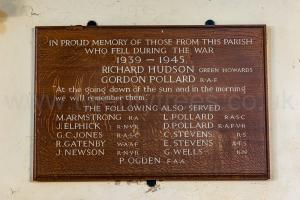 IN PROUD MEMORY OF THOSE FROM THIS PARISH
WHO FELL DURING THE WAR
1939 – 1945
RICHARD HUDSON GREEN HOWARDS
GORDON POLLARD R·A·F
At the going down of the sun and in the morning
we will remember them.
THE FOLLOWING ALSO SERVED
M. ARMSTRONG W·L·A L. POLLARD R·A·S·C
J. ELPHICK R·N·V·R D. POLLARD R·A·F·V·R
G. C. JONES R·A·S·C C. STEVENS R·S
R. GATENBY W·A·A·F E. STEVENS A·T·S
J. NEWSON R·N·V·R G. WELLS R·N
P. OGDEN F·A·A